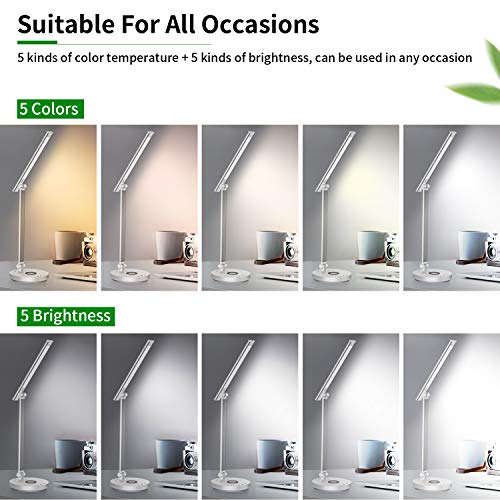 Suitable For All Occasions
5 kinds of color temperature + 5 kinds of brightness, can be used in any occasion
5 Colors
5 Brightness